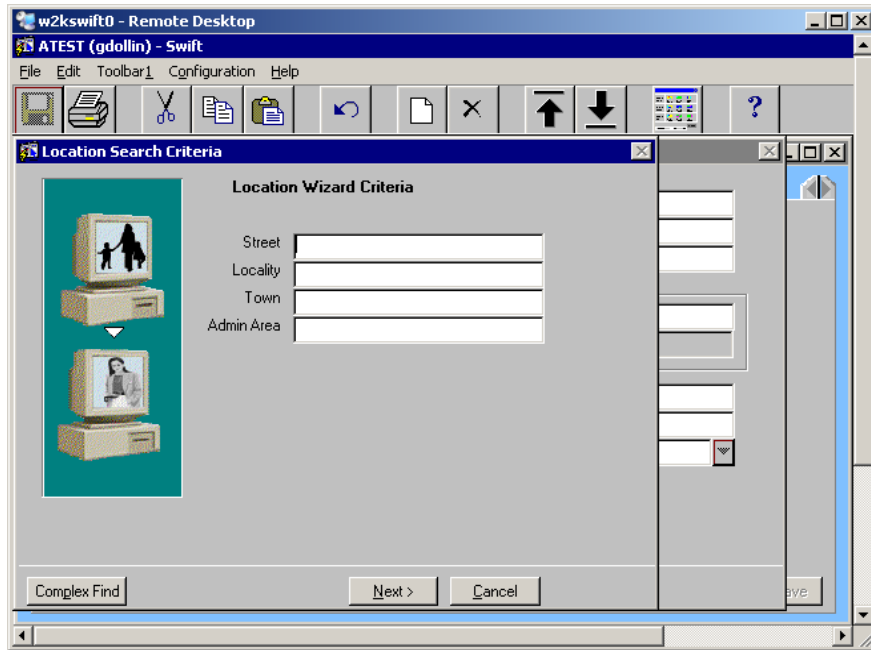 w2kswift0 - Remote Desktop
ATEST (gdollin) - Swift
File Edit Toolbar1 Configuration Help
?
Location Search Criteria
Location Wizard Criteria
Street
Locality
Town
Admin Area
Complex Find Next > Cancel